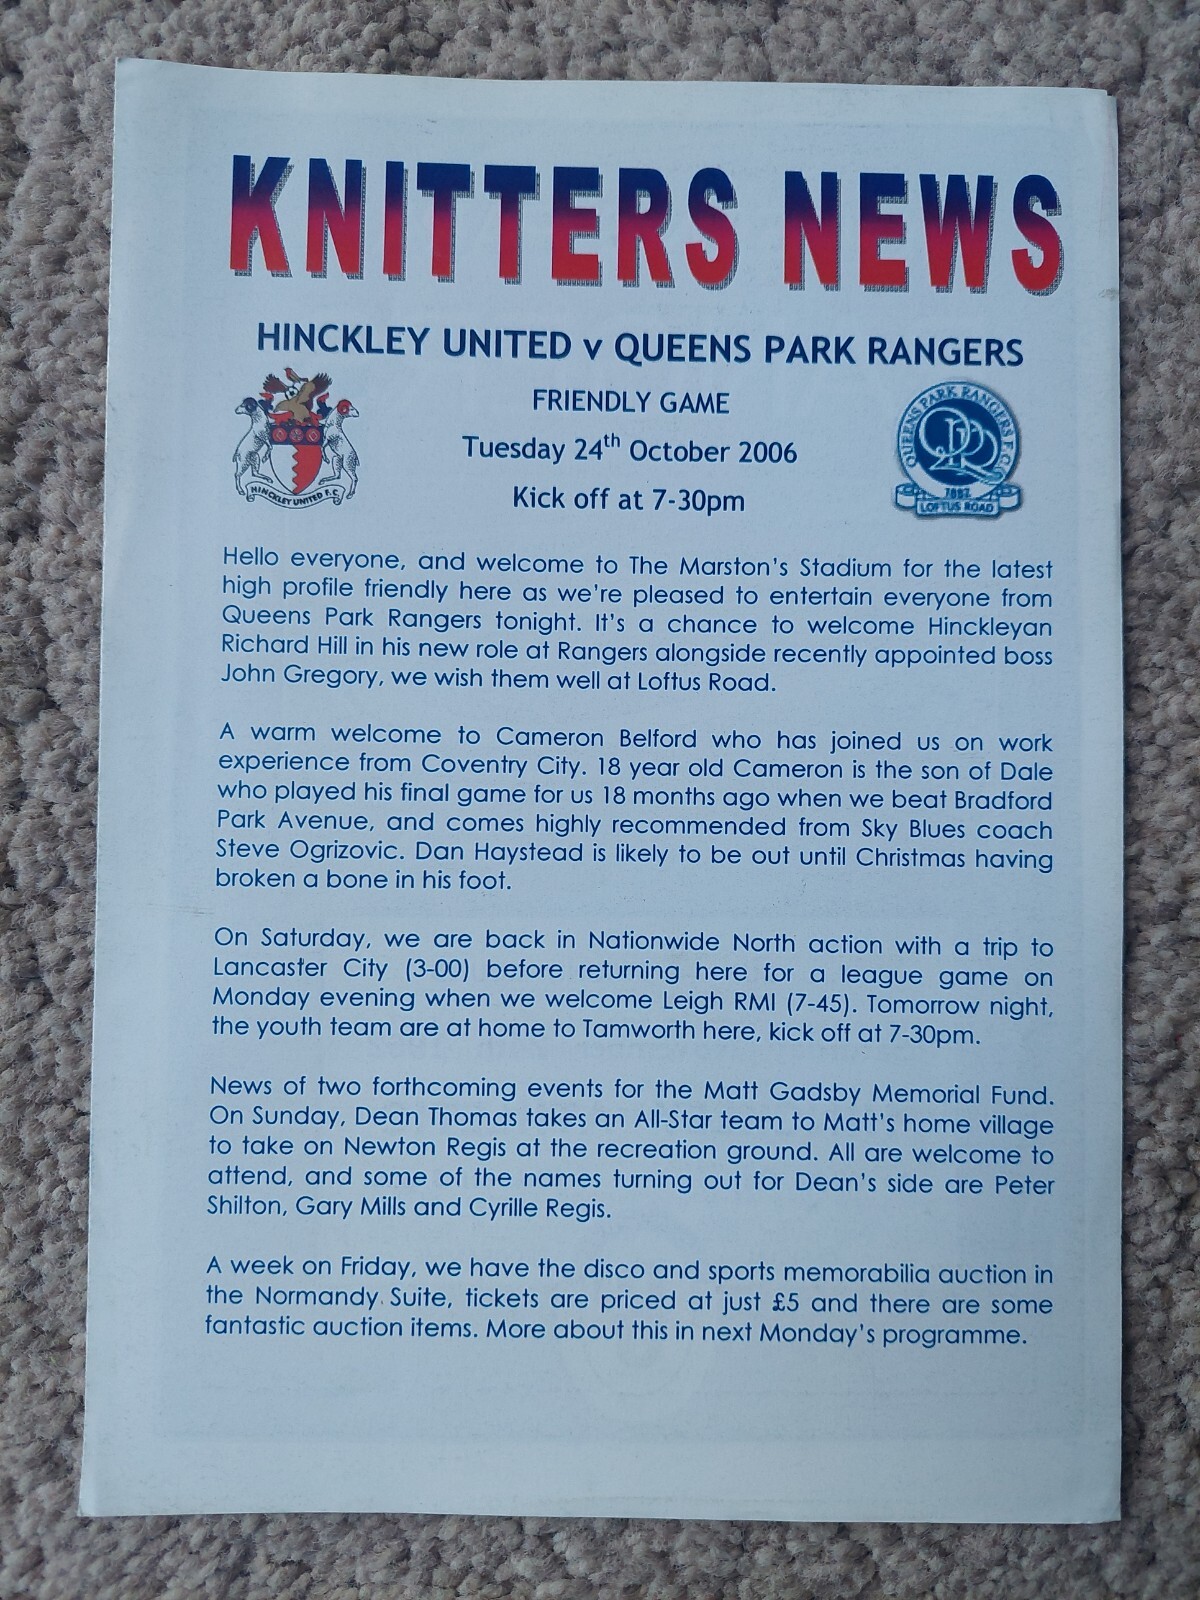 KNITTERS NEWS
HINCKLEY UNITED v QUEENS PARK RANGERS
FRIENDLY GAME
Tuesday 24th October 2006
Kick off at 7-30pm
HINCKLEY UNITED F.C.
QUEENS PARK RANGERS F.C.
QPR
1882
LOFTUS ROAD
Hello everyone, and welcome to The Marston's Stadium for the latest
high profile friendly here as we're pleased to entertain everyone from
Queens Park Rangers tonight. It's a chance to welcome Hinckleyan
Richard Hill in his new role at Rangers alongside recently appointed boss
John Gregory, we wish them well at Loftus Road.
A warm welcome to Cameron Belford who has joined us on work
experience from Coventry City. 18 year old Cameron is the son of Dale
who played his final game for us 18 months ago when we beat Bradford
Park Avenue, and comes highly recommended from Sky Blues coach
Steve Ogrizovic. Dan Haystead is likely to be out until Christmas having
broken a bone in his foot.
On Saturday, we are back in Nationwide North action with a trip to
Lancaster City (3-00) before returning here for a league game on
Monday evening when we welcome Leigh RMI (7-45). Tomorrow night,
the youth team are at home to Tamworth here, kick off at 7-30pm.
News of two forthcoming events for the Matt Gadsby Memorial Fund.
On Sunday, Dean Thomas takes an All-Star team to Matt's home village
to take on Newton Regis at the recreation ground. All are welcome to
attend, and some of the names turning out for Dean's side are Peter
Shilton, Gary Mills and Cyrille Regis.
A week on Friday, we have the disco and sports memorabilia auction in
the Normandy Suite, tickets are priced at just £5 and there are some
fantastic auction items. More about this in next Monday's programme.